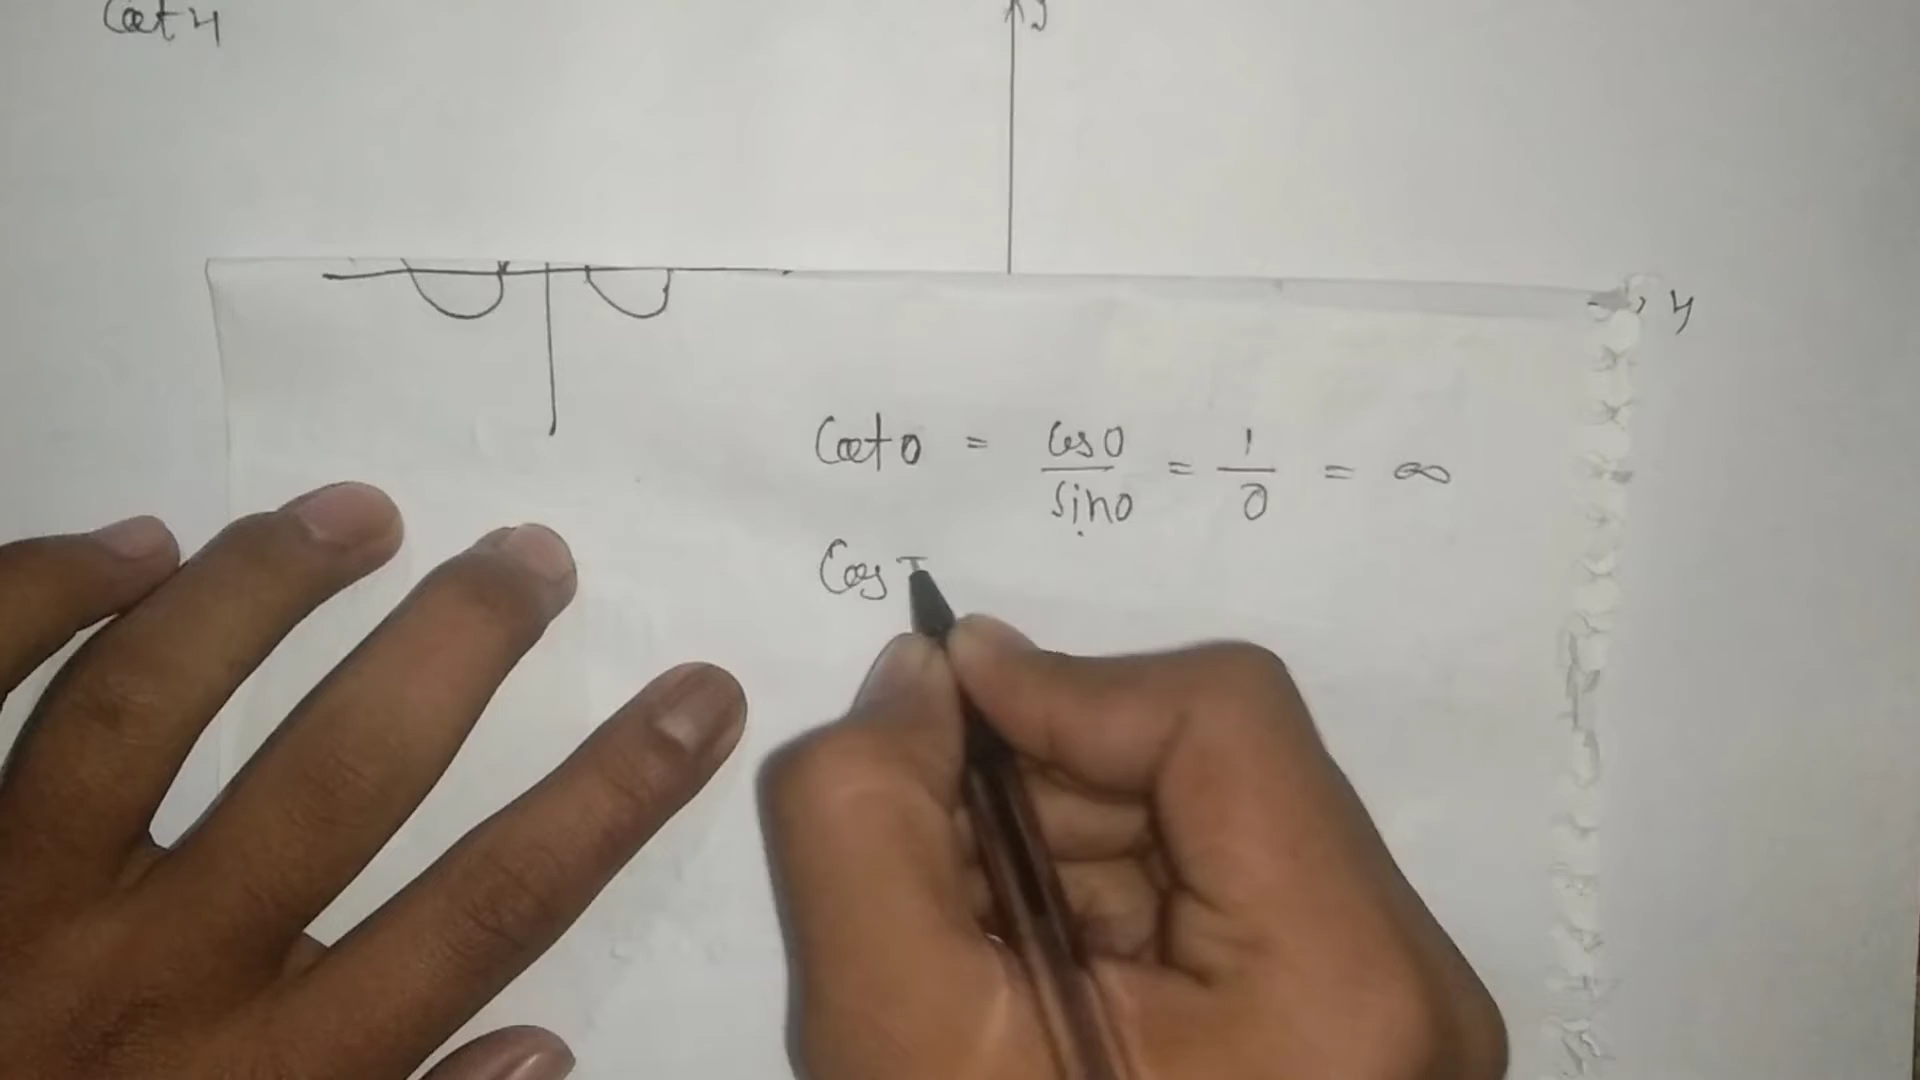 Cot x
y
x
Cot 0 = cos 0 / sin 0 = 1 / 0 = ∞
Cos